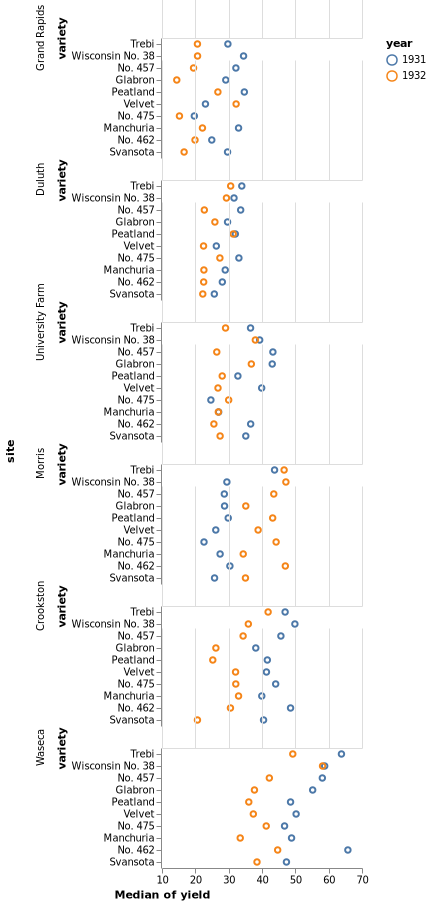 year
1931
1932
site
Grand Rapids
variety
Trebi
Wisconsin No. 38
No. 457
Glabron
Peatland
Velvet
No. 475
Manchuria
No. 462
Svansota
Duluth
variety
Trebi
Wisconsin No. 38
No. 457
Glabron
Peatland
Velvet
No. 475
Manchuria
No. 462
Svansota
University Farm
variety
Trebi
Wisconsin No. 38
No. 457
Glabron
Peatland
Velvet
No. 475
Manchuria
No. 462
Svansota
Morris
variety
Trebi
Wisconsin No. 38
No. 457
Glabron
Peatland
Velvet
No. 475
Manchuria
No. 462
Svansota
Crookston
variety
Trebi
Wisconsin No. 38
No. 457
Glabron
Peatland
Velvet
No. 475
Manchuria
No. 462
Svansota
Waseca
variety
Trebi
Wisconsin No. 38
No. 457
Glabron
Peatland
Velvet
No. 475
Manchuria
No. 462
Svansota
10 20 30 40 50 60 70
Median of yield